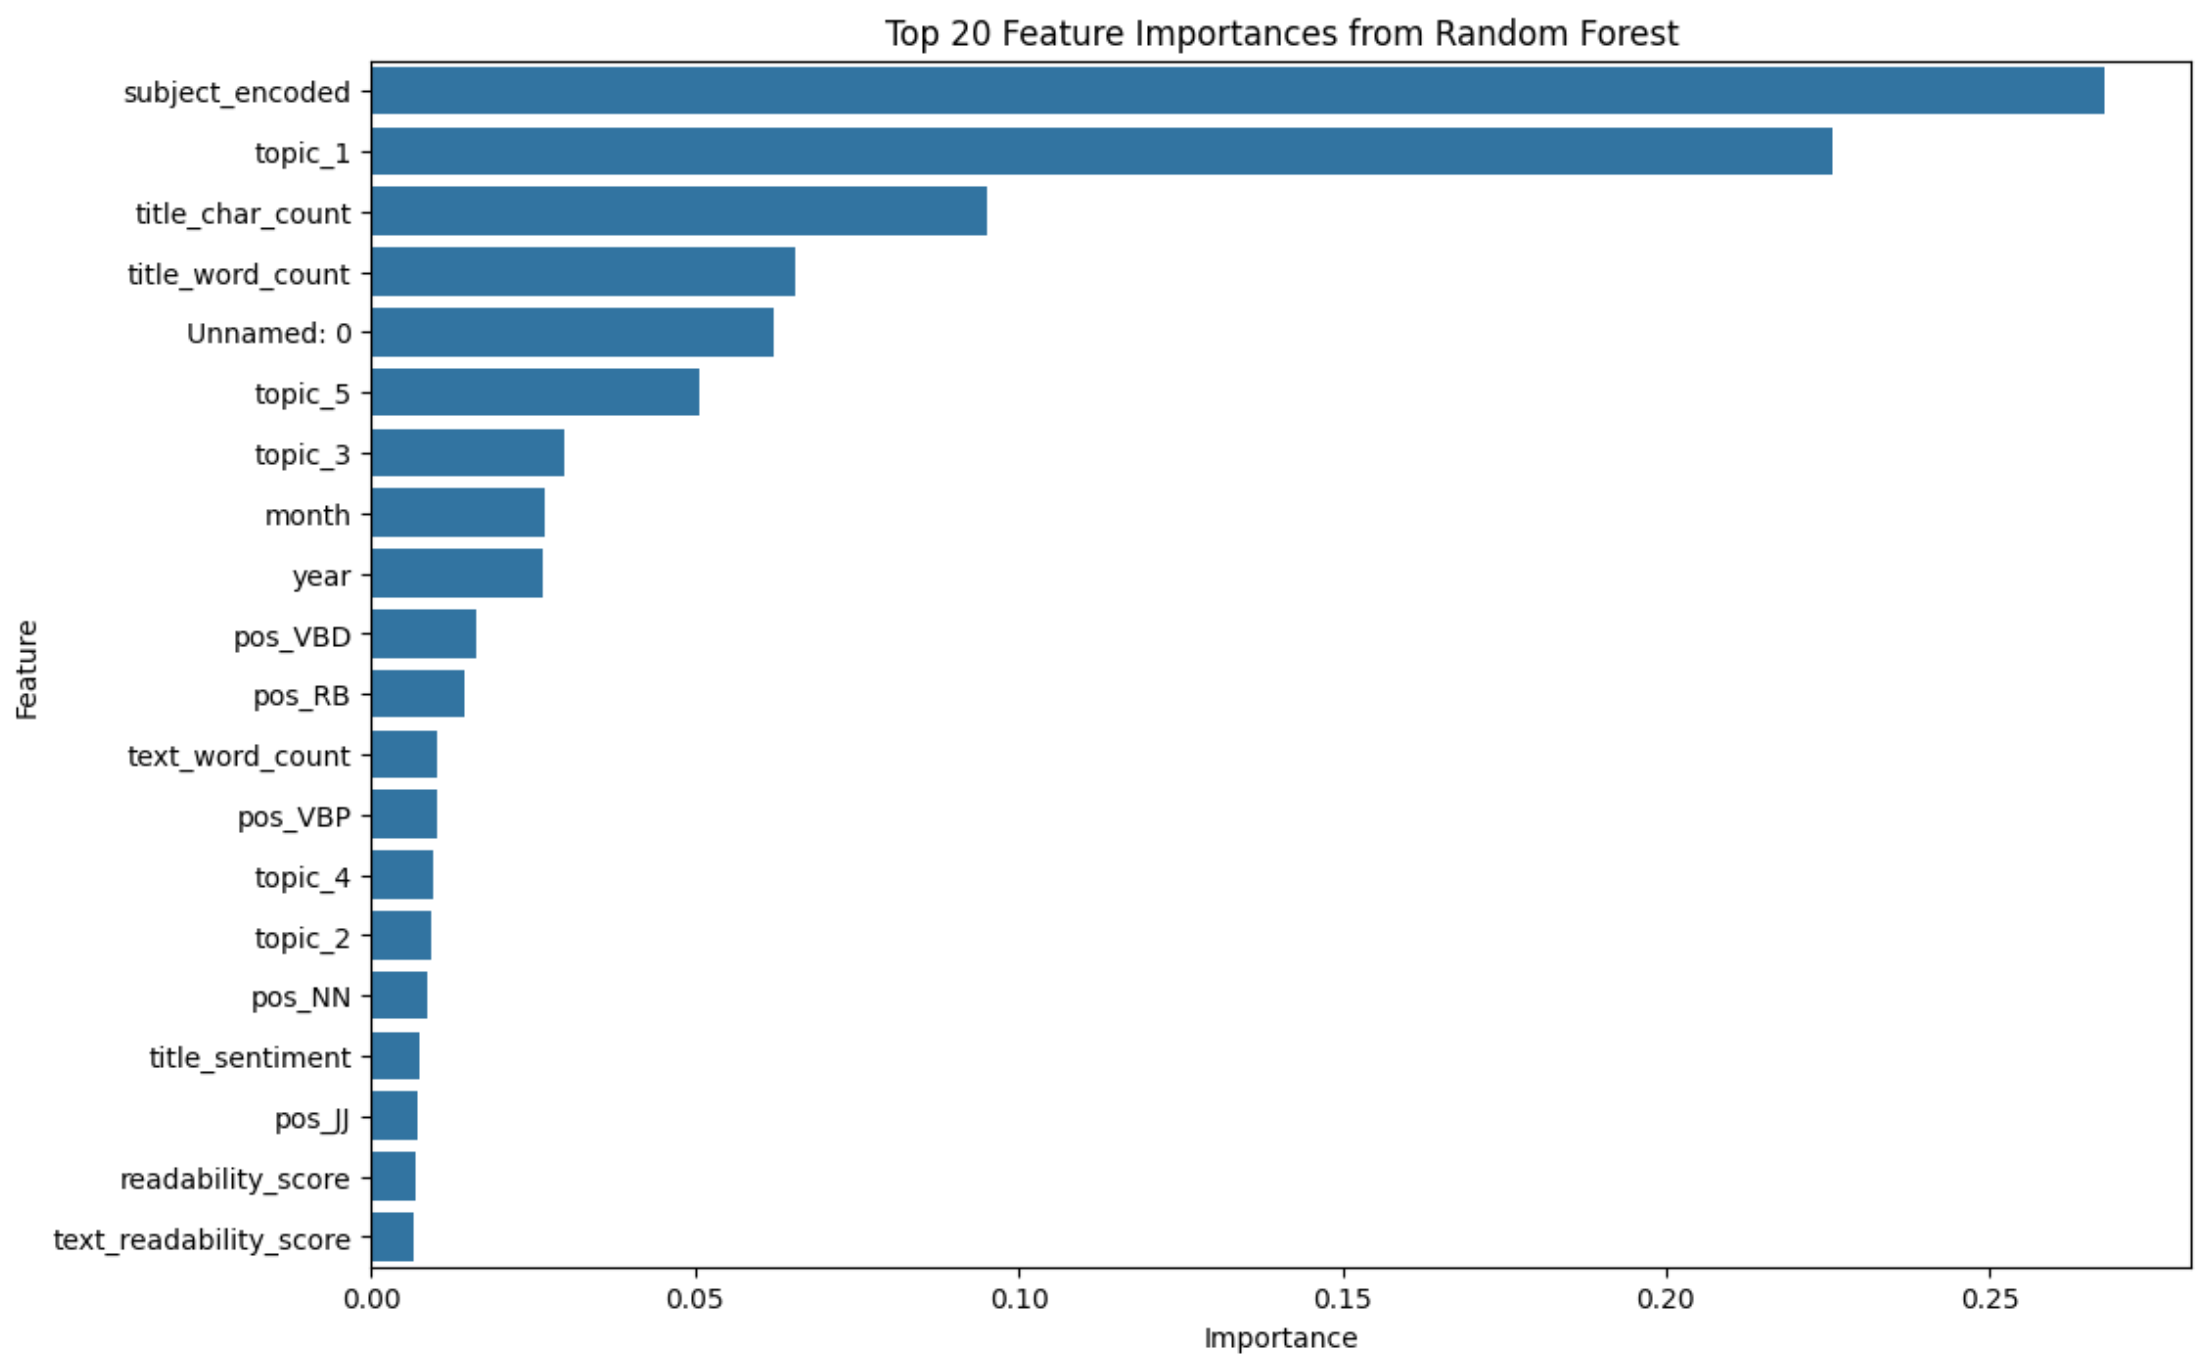 Top 20 Feature Importances from Random Forest
subject_encoded
topic_1
title_char_count
title_word_count
Unnamed: 0
topic_5
topic_3
month
year
pos_VBD
pos_RB
text_word_count
pos_VBP
topic_4
topic_2
pos_NN
title_sentiment
pos_JJ
readability_score
text_readability_score
Feature
0.00 0.05 0.10 0.15 0.20 0.25
Importance